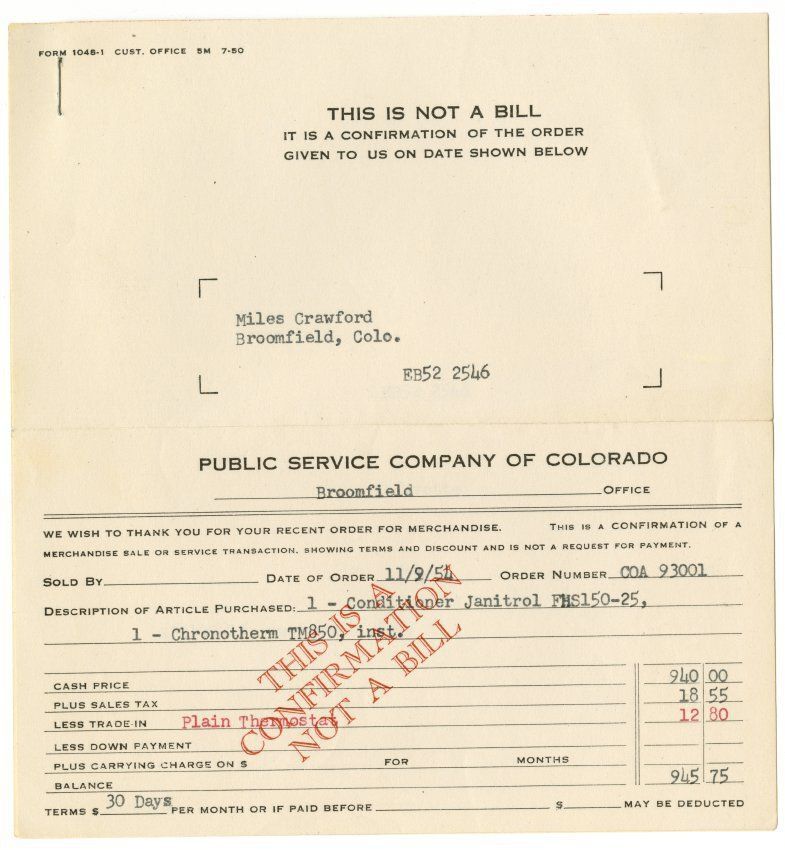 FORM 1048-1 CUST. OFFICE 5M 7-50
THIS IS NOT A BILL
IT IS A CONFIRMATION OF THE ORDER
GIVEN TO US ON DATE SHOWN BELOW
Miles Crawford
Broomfield, Colo.
EB52 2546
PUBLIC SERVICE COMPANY OF COLORADO
Broomfield OFFICE
WE WISH TO THANK YOU FOR YOUR RECENT ORDER FOR MERCHANDISE. THIS IS A CONFIRMATION OF A
MERCHANDISE SALE OR SERVICE TRANSACTION, SHOWING TERMS AND DISCOUNT AND IS NOT A REQUEST FOR PAYMENT.
SOLD BY DATE OF ORDER 11/9/54 ORDER NUMBER COA 93001
DESCRIPTION OF ARTICLE PURCHASED: 1 - Conditioner Janitrol FHS150-25,
1 - Chronotherm TM850, inst.
THIS IS A
CONFIRMATION
NOT A BILL
CASH PRICE 940 00
PLUS SALES TAX 18 55
LESS TRADE-IN Plain Thermostat 12 80
LESS DOWN PAYMENT
PLUS CARRYING CHARGE ON $ FOR MONTHS
BALANCE 945 75
TERMS $ 30 Days PER MONTH OR IF PAID BEFORE $ MAY BE DEDUCTED